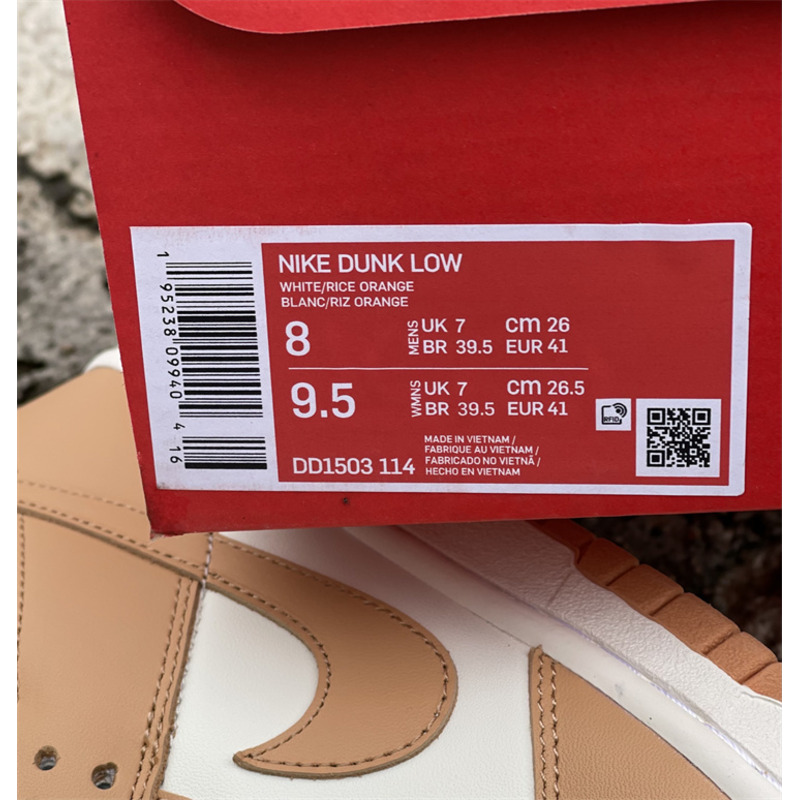 NIKE DUNK LOW
WHITE/RICE ORANGE
BLANC/RIZ ORANGE
8 MENS UK 7 cm 26
BR 39.5 EUR 41
9.5 WMNS UK 7 cm 26.5
BR 39.5 EUR 41
RFID
DD1503 114
MADE IN VIETNAM /
FABRIQUE AU VIETNAM /
FABRICADO NO VIETNÃ /
HECHO EN VIETNAM
1 95238 09940 4 16